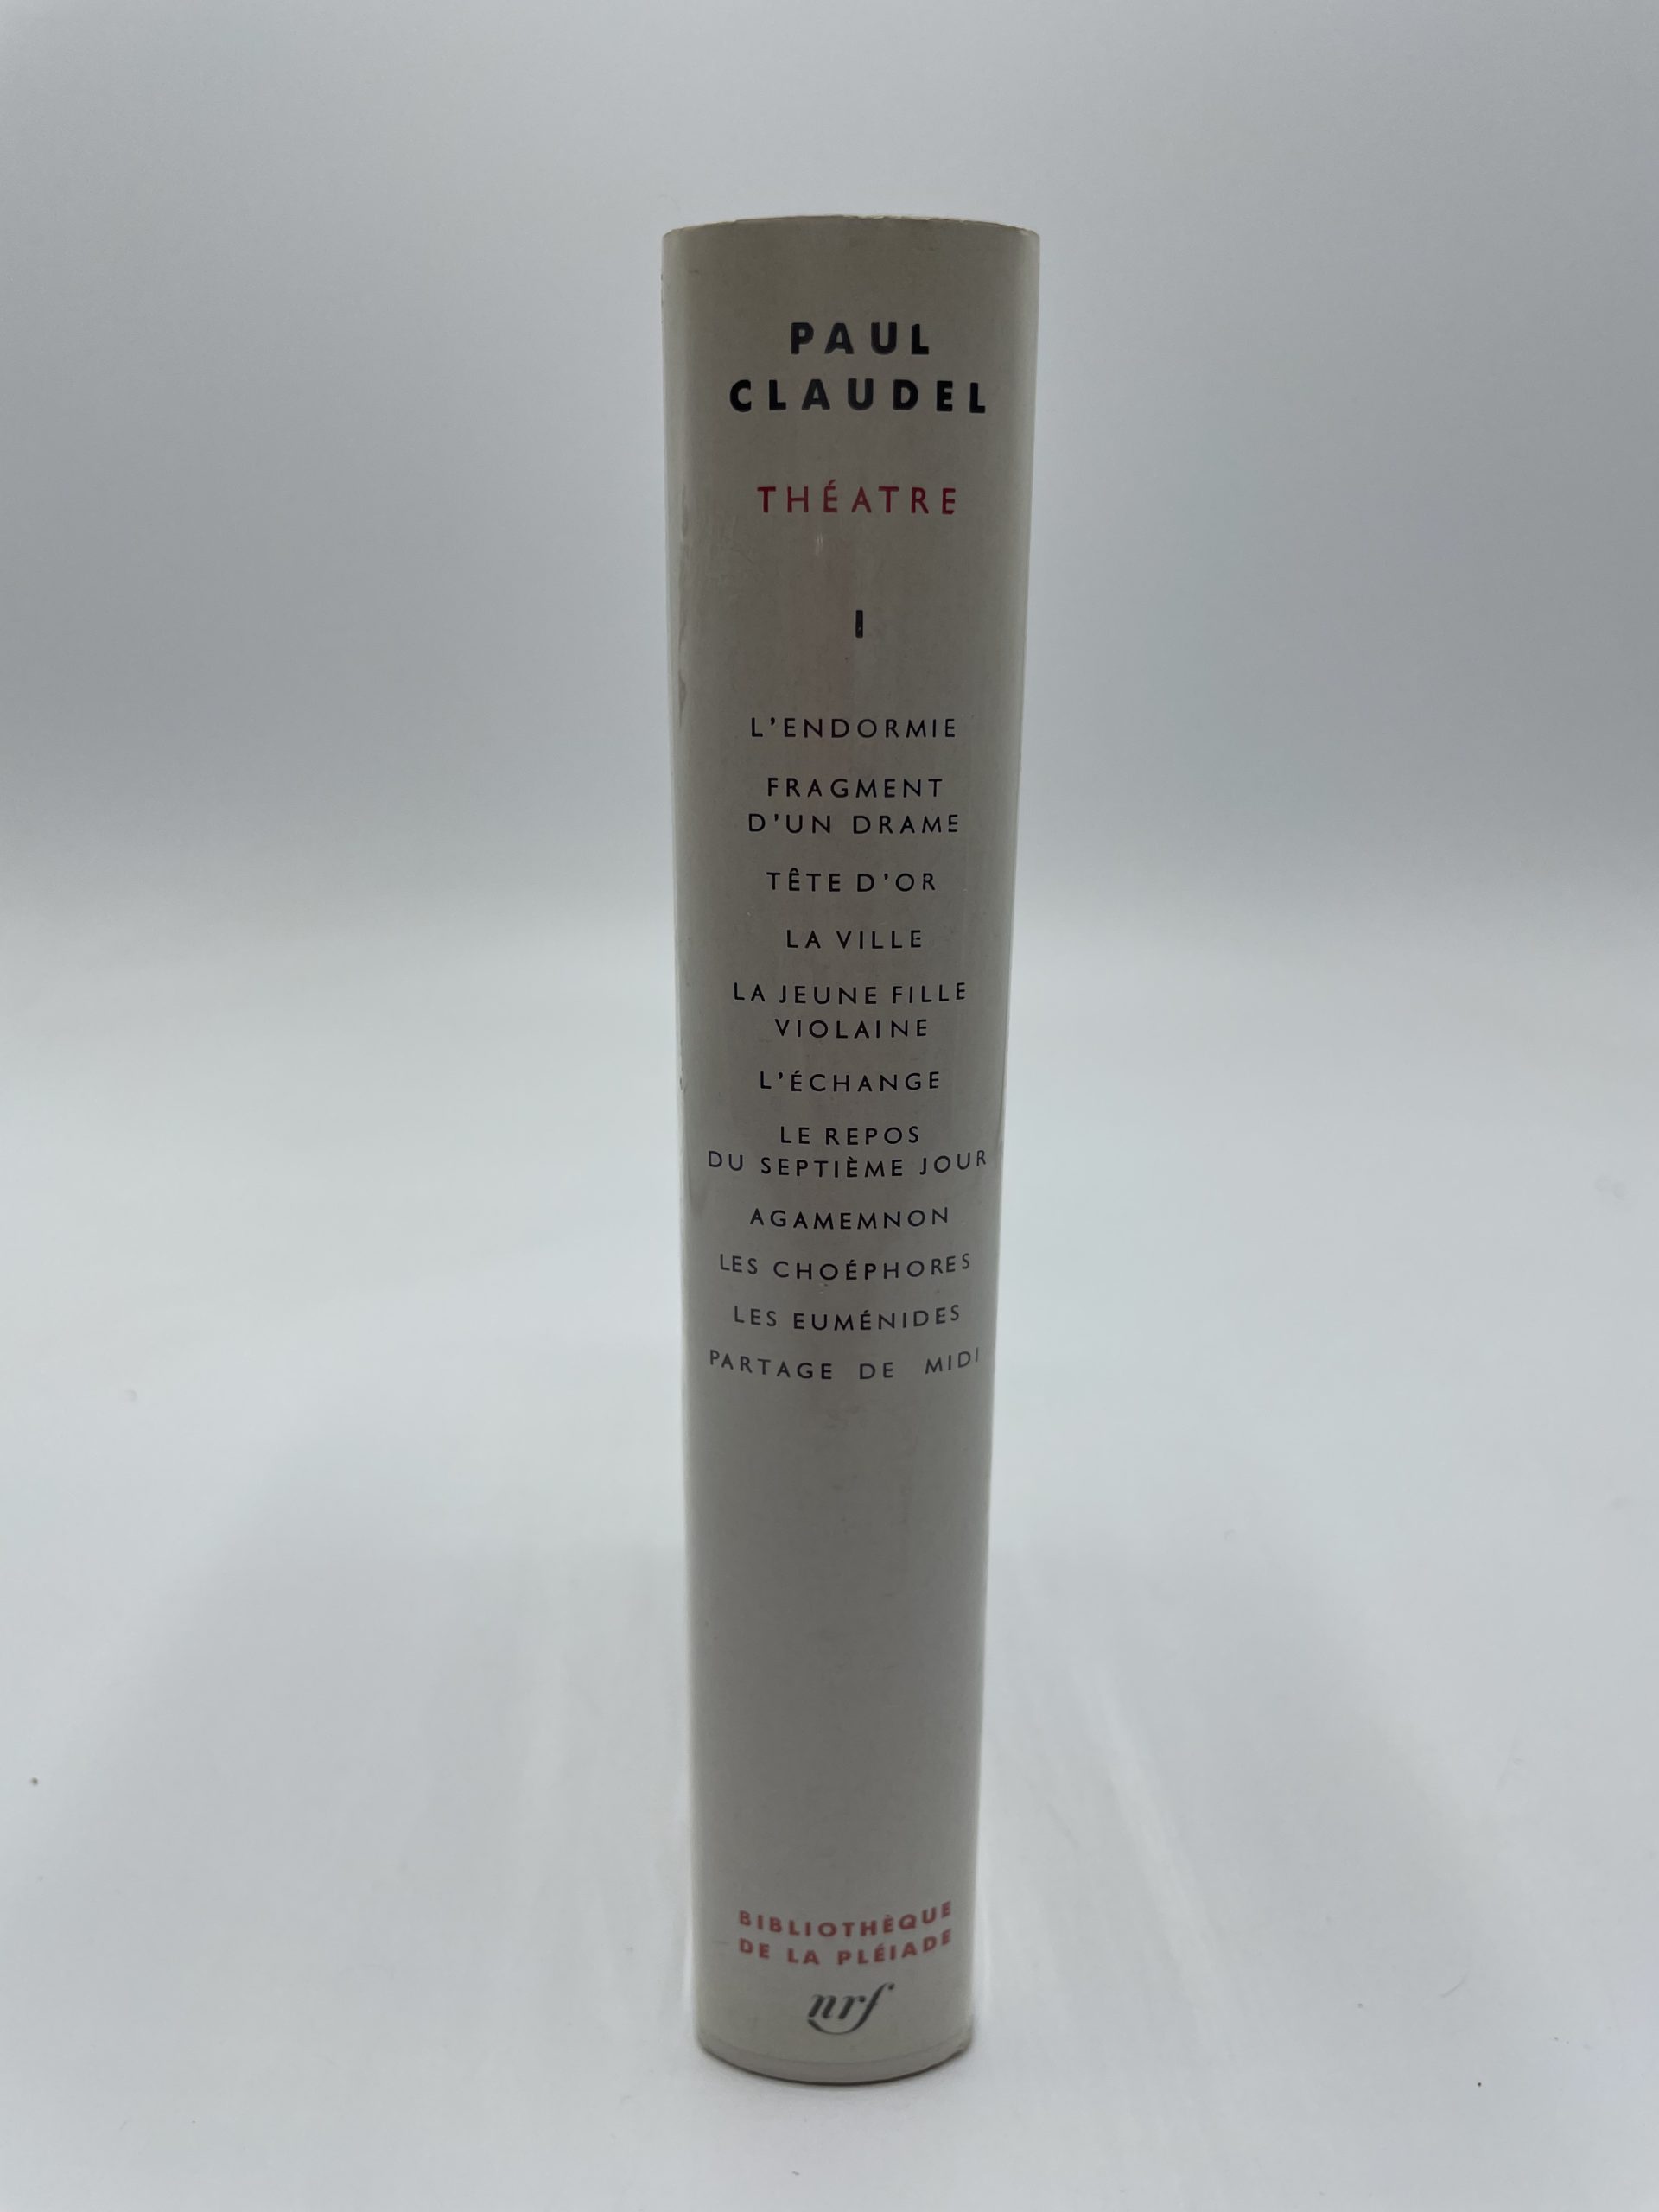 PAUL
CLAUDEL
THÉATRE
I
L'ENDORMIE
FRAGMENT
D'UN DRAME
TÊTE D'OR
LA VILLE
LA JEUNE FILLE
VIOLAINE
L'ÉCHANGE
LE REPOS
DU SEPTIÈME JOUR
AGAMEMNON
LES CHOÉPHORES
LES EUMÉNIDES
PARTAGE DE MIDI
BIBLIOTHÈQUE
DE LA PLÉIADE
nrf